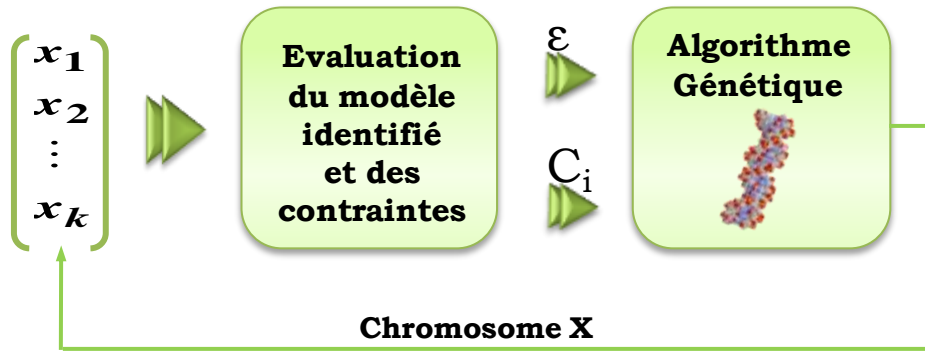 x1
x2
⋮
xk
Evaluation
du modèle
identifié
et des
contraintes
ε
Ci
Algorithme
Génétique
Chromosome X